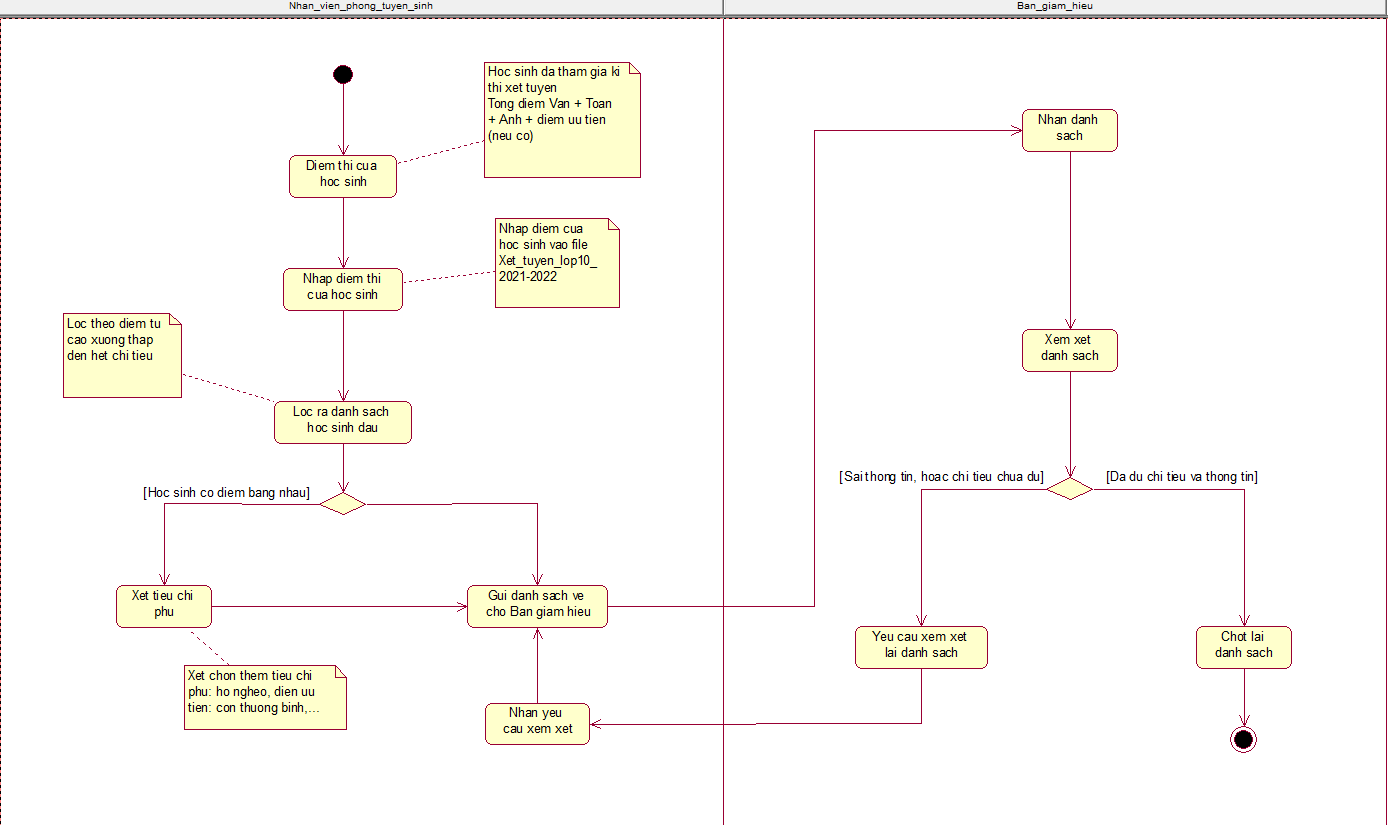 Nhan_vien_phong_tuyen_sinh
Ban_giam_hieu
Hoc sinh da tham gia ki
thi xet tuyen
Tong diem Van + Toan
+ Anh + diem uu tien
(neu co)
Diem thi cua
hoc sinh
Nhap diem cua
hoc sinh vao file
Xet_tuyen_lop10_
2021-2022
Nhap diem thi
cua hoc sinh
Loc theo diem tu
cao xuong thap
den het chi tieu
Loc ra danh sach
hoc sinh dau
[Hoc sinh co diem bang nhau]
Xet tieu chi
phu
Gui danh sach ve
cho Ban giam hieu
Xet chon them tieu chi
phu: ho ngheo, dien uu
tien: con thuong binh,...
Nhan yeu
cau xem xet
Nhan danh
sach
Xem xet
danh sach
[Sai thong tin, hoac chi tieu chua du]
[Da du chi tieu va thong tin]
Yeu cau xem xet
lai danh sach
Chot lai
danh sach